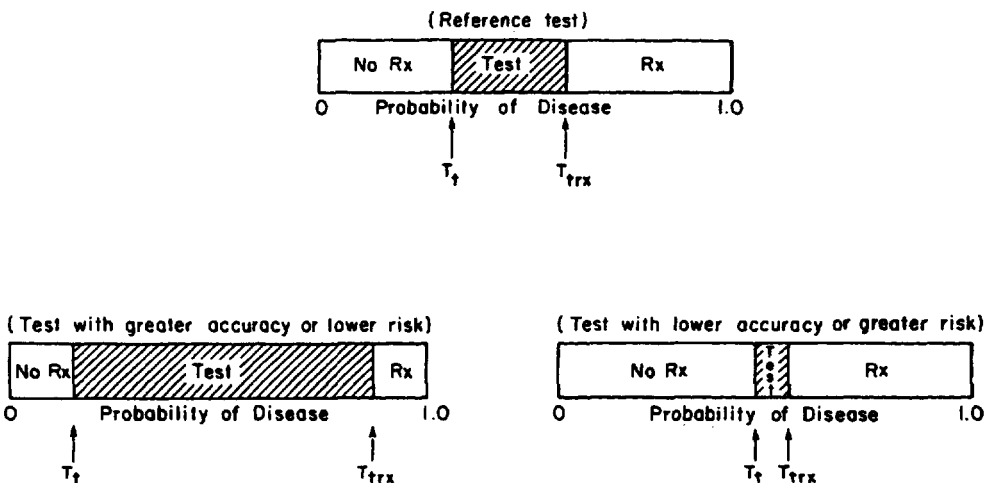 (Reference test)
No Rx Test Rx
0 Probability of Disease 1.0
Tt Ttrx
(Test with greater accuracy or lower risk)
No Rx Test Rx
0 Probability of Disease 1.0
Tt Ttrx
(Test with lower accuracy or greater risk)
No Rx Test Rx
0 Probability of Disease 1.0
Tt Ttrx